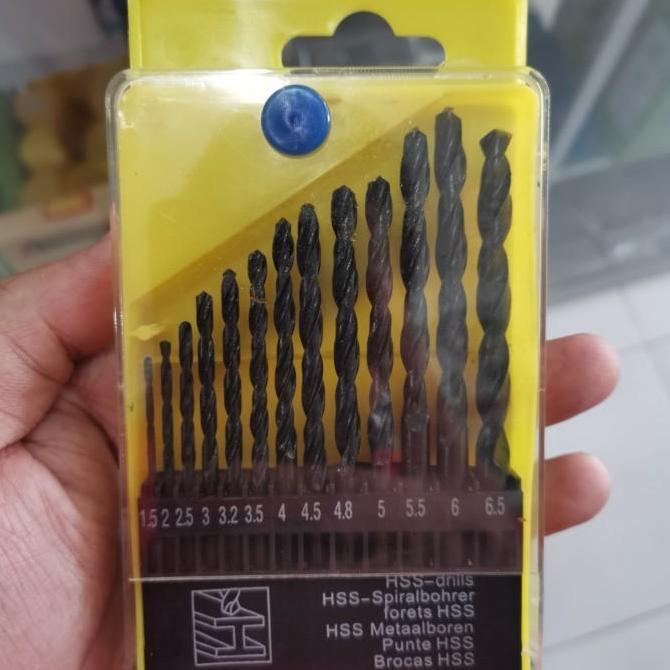 1.5 2 2.5 3 3.2 3.5 4 4.5 4.8 5 5.5 6 6.5
HSS-drills
HSS-Spiralbohrer
forets HSS
HSS Metaalboren
Punte HSS
Brocas HSS